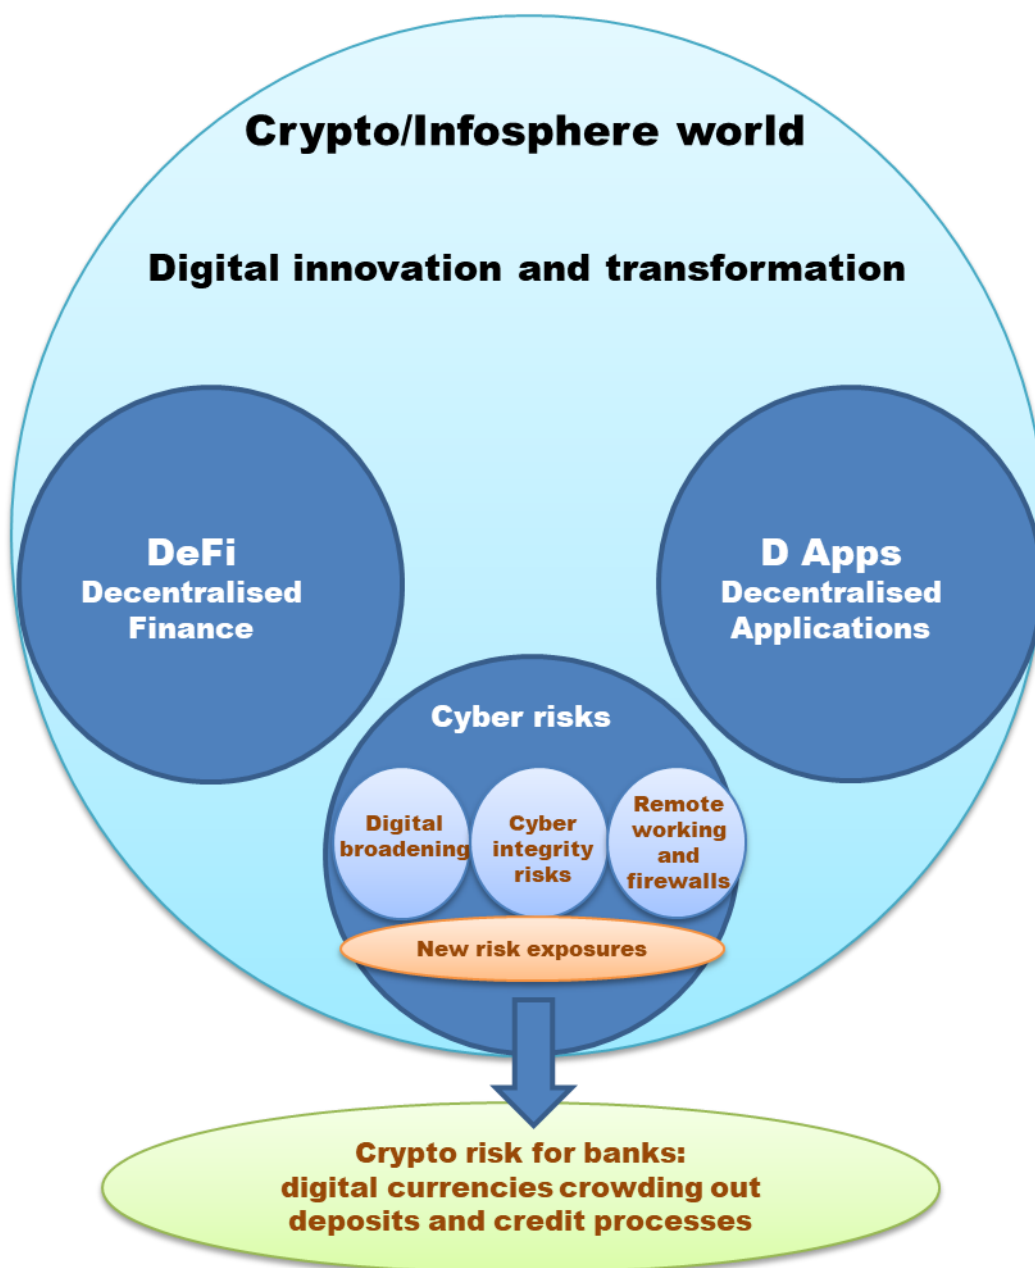 Crypto/Infosphere world
Digital innovation and transformation
DeFi
Decentralised
Finance
D Apps
Decentralised
Applications
Cyber risks
Digital
broadening
Cyber
integrity
risks
Remote
working
and
firewalls
New risk exposures
Crypto risk for banks:
digital currencies crowding out
deposits and credit processes